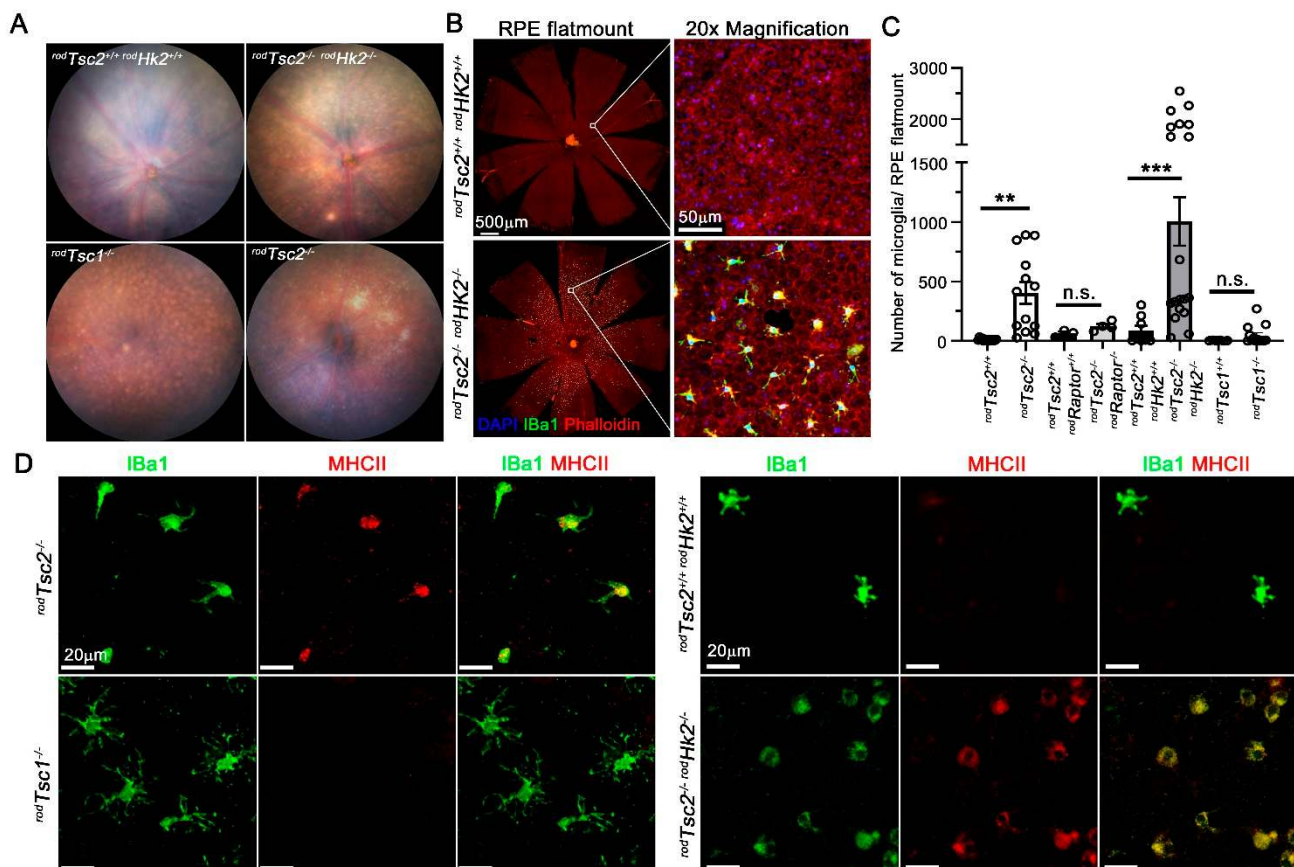 A
rodTsc2+/+ rodHk2+/+
rodTsc2-/- rodHk2-/-
rodTsc1-/-
rodTsc2-/-
B
RPE flatmount
20x Magnification
rodTsc2+/+ rodHK2+/+
rodTsc2-/- rodHK2-/-
500μm
50μm
DAPI IBa1 Phalloidin
C
Number of microglia/ RPE flatmount
3000
2500
2000
1500
1000
500
0
**
n.s.
***
n.s.
rodTsc2+/+
rodTsc2-/-
rodTsc2+/+
rodRaptor+/+
rodTsc2-/-
rodRaptor-/-
rodTsc2+/+
rodHk2+/+
rodTsc2-/-
rodHk2-/-
rodTsc1+/+
rodTsc1-/-
D
IBa1
MHCII
IBa1 MHCII
rodTsc2-/-
20μm
rodTsc1-/-
IBa1
MHCII
IBa1 MHCII
rodTsc2+/+ rodHk2+/+
20μm
rodTsc2-/- rodHk2-/-